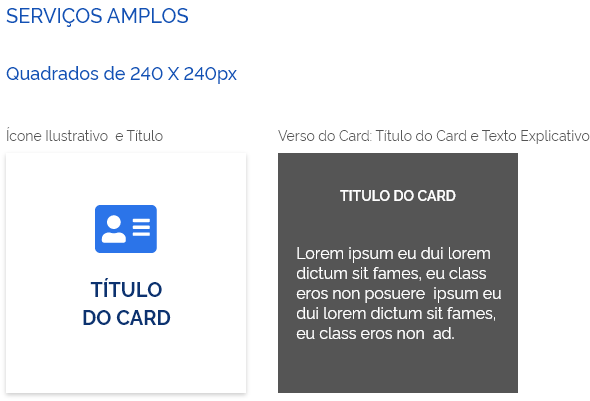 SERVIÇOS AMPLOS
Quadrados de 240 X 240px
Ícone Ilustrativo e Título
Verso do Card: Título do Card e Texto Explicativo
TÍTULO
DO CARD
TITULO DO CARD
Lorem ipsum eu dui lorem
dictum sit fames, eu class
eros non posuere ipsum eu
dui lorem dictum sit fames,
eu class eros non ad.